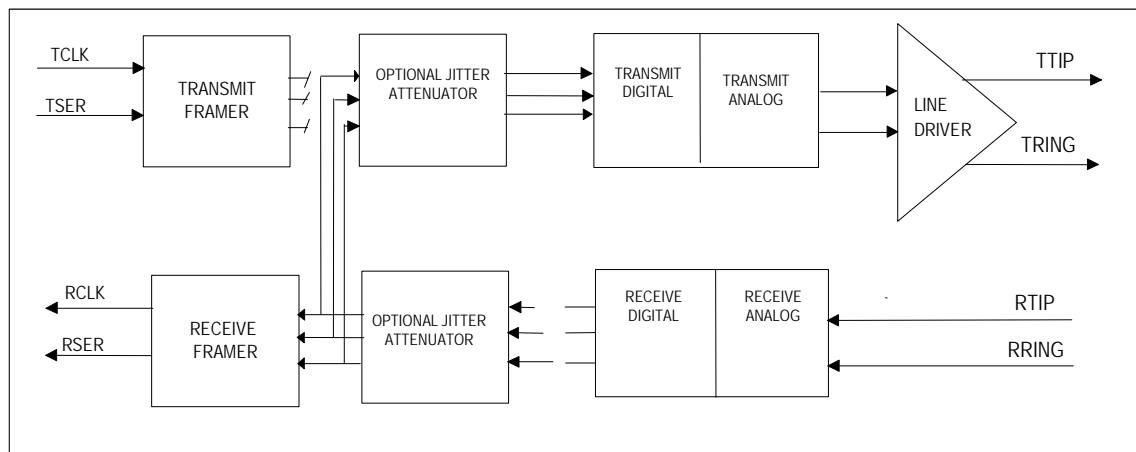 TCLK
TSER
TRANSMIT
FRAMER
OPTIONAL JITTER
ATTENUATOR
TRANSMIT
DIGITAL
TRANSMIT
ANALOG
LINE
DRIVER
TTIP
TRING
RCLK
RSER
RECEIVE
FRAMER
OPTIONAL JITTER
ATTENUATOR
RECEIVE
DIGITAL
RECEIVE
ANALOG
RTIP
RRING